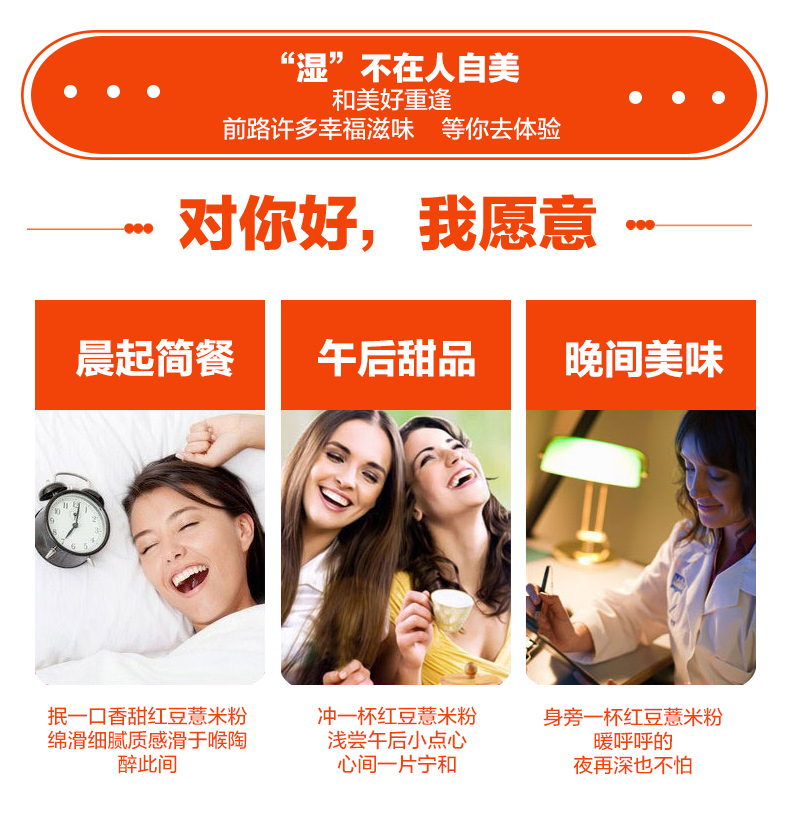 “湿”不在人自美
和美好重逢
前路许多幸福滋味 等你去体验
对你好，我愿意
晨起简餐
午后甜品
晚间美味
抿一口香甜红豆薏米粉
绵滑细腻质感滑于喉陶
醉此间
冲一杯红豆薏米粉
浅尝午后小点心
心间一片宁和
身旁一杯红豆薏米粉
暖呼呼的
夜再深也不怕